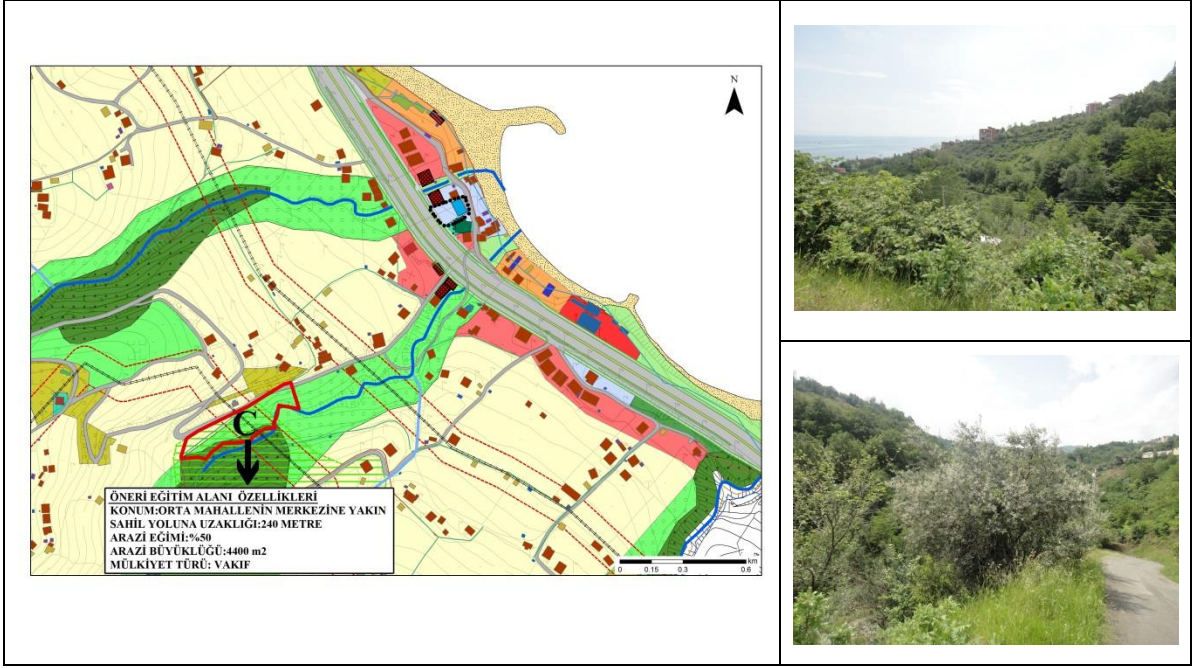 N
C
ÖNERİ EĞİTİM ALANI ÖZELLİKLERİ
KONUM:ORTA MAHALLENİN MERKEZİNE YAKIN
SAHİL YOLUNA UZAKLIĞI:240 METRE
ARAZİ EĞİMİ:%50
ARAZİ BÜYÜKLÜĞÜ:4400 m2
MÜLKİYET TÜRÜ: VAKIF
km
0 0.15 0.3 0.6